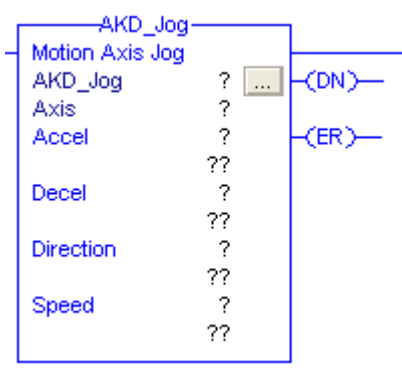 AKD_Jog
Motion Axis Jog
AKD_Jog ? ... (DN)
Axis ?
Accel ? (ER)
??
Decel ?
??
Direction ?
??
Speed ?
??